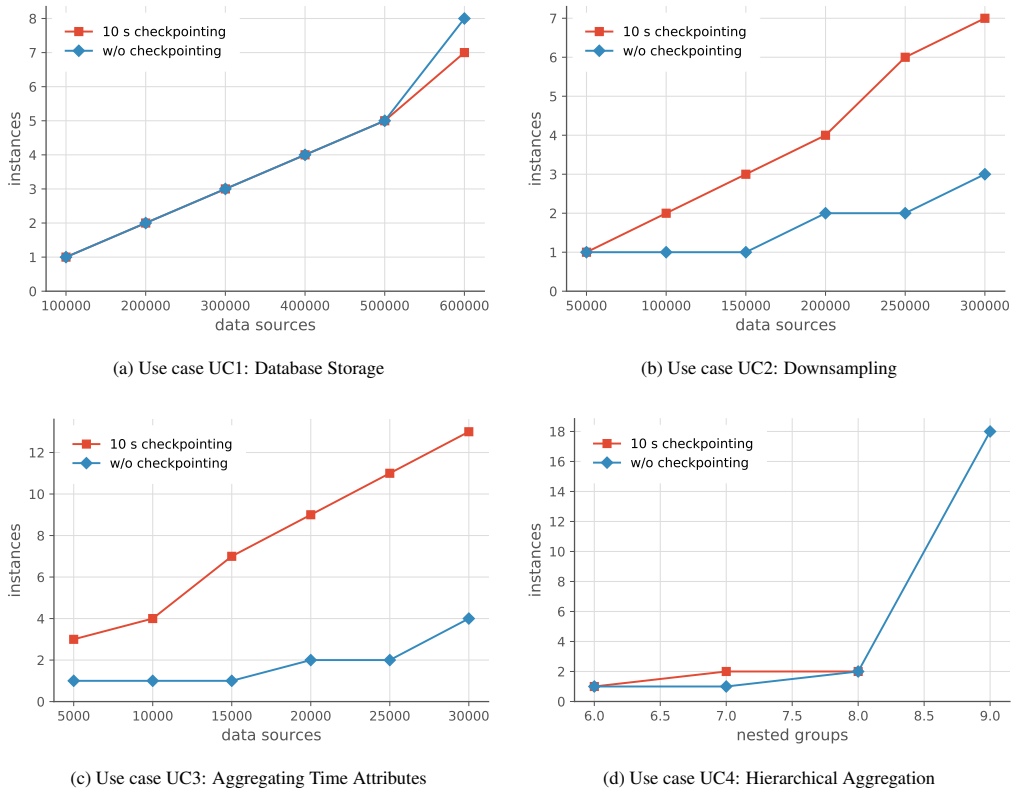 8
7
6
5
4
3
2
1
0
instances
10 s checkpointing
w/o checkpointing
100000 200000 300000 400000 500000 600000
data sources
(a) Use case UC1: Database Storage
7
6
5
4
3
2
1
0
instances
10 s checkpointing
w/o checkpointing
50000 100000 150000 200000 250000 300000
data sources
(b) Use case UC2: Downsampling
12
10
8
6
4
2
0
instances
10 s checkpointing
w/o checkpointing
5000 10000 15000 20000 25000 30000
data sources
(c) Use case UC3: Aggregating Time Attributes
18
16
14
12
10
8
6
4
2
0
instances
10 s checkpointing
w/o checkpointing
6.0 6.5 7.0 7.5 8.0 8.5 9.0
nested groups
(d) Use case UC4: Hierarchical Aggregation